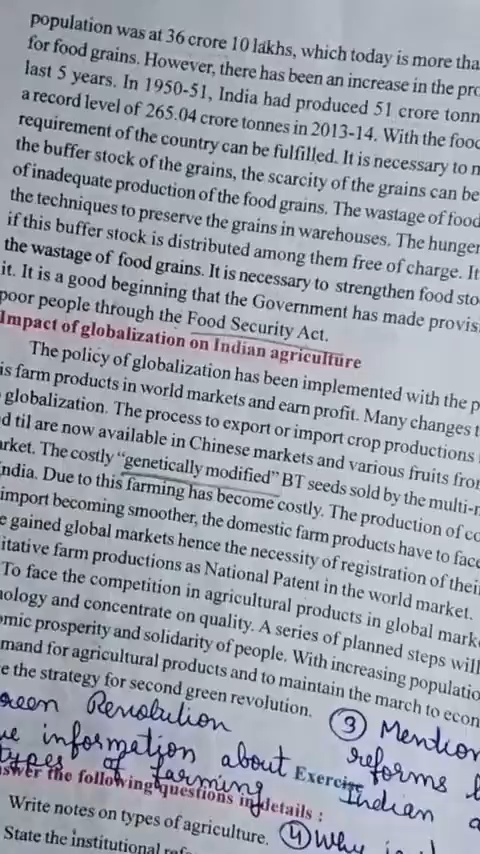 population was at 36 crore 10 lakhs, which today is more tha
for food grains. However, there has been an increase in the pro
last 5 years. In 1950-51, India had produced 51 crore tonn
a record level of 265.04 crore tonnes in 2013-14. With the food
requirement of the country can be fulfilled. It is necessary to
the buffer stock of the grains, the scarcity of the grains can be
of inadequate production of the food grains. The wastage of food
the techniques to preserve the grains in warehouses. The hunger
if this buffer stock is distributed among them free of charge. It
the wastage of food grains. It is necessary to strengthen food sto
it. It is a good beginning that the Government has made provis
poor people through the Food Security Act.
Impact of globalization on Indian agriculture
The policy of globalization has been implemented with the p
is farm products in world markets and earn profit. Many changes t
globalization. The process to export or import crop productions
d til are now available in Chinese markets and various fruits fro
arket. The costly "genetically modified" BT seeds sold by the multi-n
India. Due to this farming has become costly. The production of co
import becoming smoother, the domestic farm products have to face
e gained global markets hence the necessity of registration of thei
itative farm productions as National Patent in the world market.
To face the competition in agricultural products in global mark
nology and concentrate on quality. A series of planned steps will
omic prosperity and solidarity of people. With increasing populatio
mand for agricultural products and to maintain the march to econ
e the strategy for second green revolution.
reen Revolution
③ Mention
ve information about
reforms
types of farming
Indian a
Exercise
nswer the following questions in details :
Write notes on types of agriculture.
④ Why
State the institutional ref